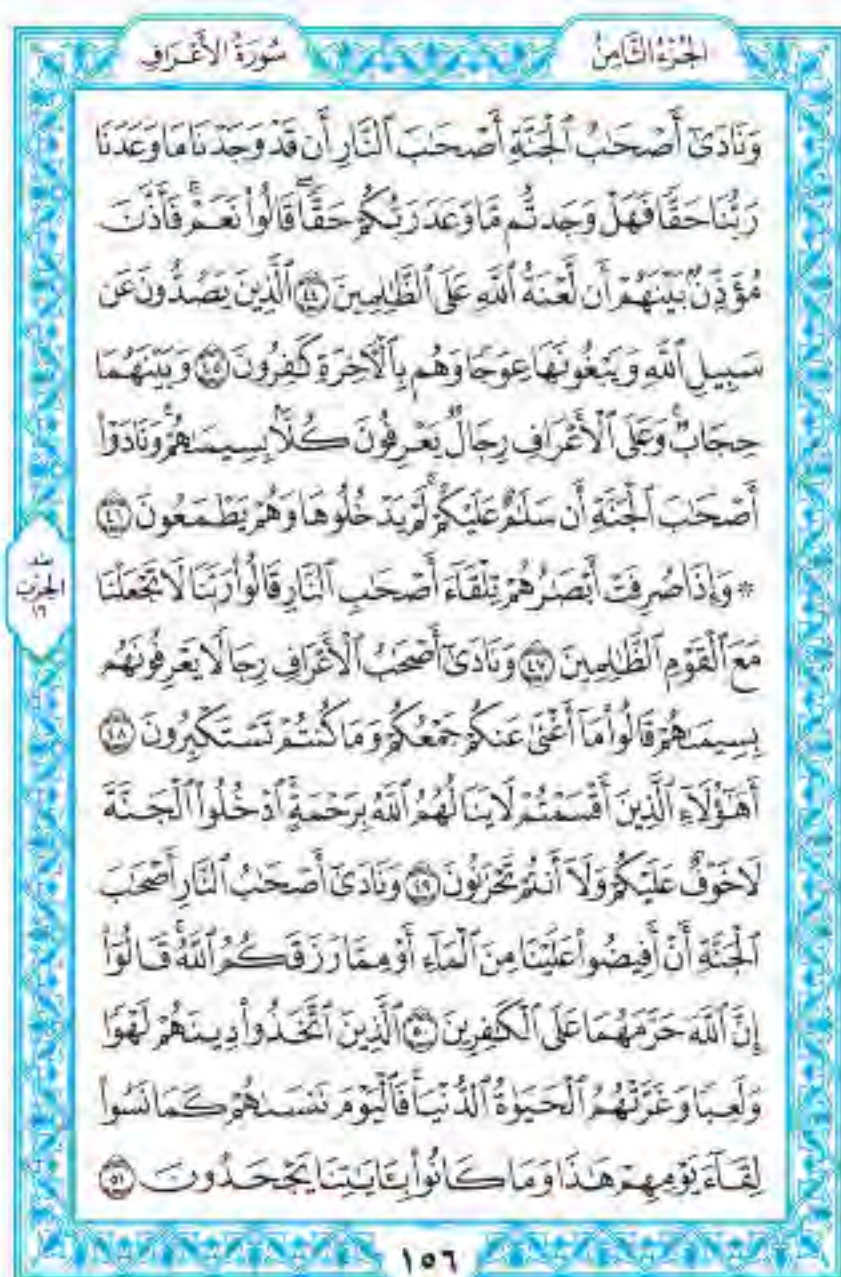 الجُزْءُ الثَّامِنُ
سُورَةُ الأَعْرَافِ
وَنَادَىٰٓ أَصْحَٰبُ ٱلْجَنَّةِ أَصْحَٰبَ ٱلنَّارِ أَن قَدْ وَجَدْنَا مَا وَعَدَنَا
رَبُّنَا حَقًّا فَهَلْ وَجَدتُّم مَّا وَعَدَ رَبُّكُمْ حَقًّا ۖ قَالُوا۟ نَعَمْ ۚ فَأَذَّنَ
مُؤَذِّنٌۢ بَيْنَهُمْ أَن لَّعْنَةُ ٱللَّهِ عَلَى ٱلظَّٰلِمِينَ ٤٤ ٱلَّذِينَ يَصُدُّونَ عَن
سَبِيلِ ٱللَّهِ وَيَبْغُونَهَا عِوَجًا وَهُم بِٱلْءَاخِرَةِ كَٰفِرُونَ ٤٥ وَبَيْنَهُمَا
حِجَابٌ ۚ وَعَلَى ٱلْأَعْرَافِ رِجَالٌ يَعْرِفُونَ كُلًّۢا بِسِيمَىٰهُمْ ۚ وَنَادَوْا۟
أَصْحَٰبَ ٱلْجَنَّةِ أَن سَلَٰمٌ عَلَيْكُمْ ۚ لَمْ يَدْخُلُوهَا وَهُمْ يَطْمَعُونَ ٤٦
* وَإِذَا صُرِفَتْ أَبْصَٰرُهُمْ تِلْقَآءَ أَصْحَٰبِ ٱلنَّارِ قَالُوا۟ رَبَّنَا لَا تَجْعَلْنَا
مَعَ ٱلْقَوْمِ ٱلظَّٰلِمِينَ ٤٧ وَنَادَىٰٓ أَصْحَٰبُ ٱلْأَعْرَافِ رِجَالًا يَعْرِفُونَهُم
بِسِيمَىٰهُمْ قَالُوا۟ مَآ أَغْنَىٰ عَنكُمْ جَمْعُكُمْ وَمَا كُنتُمْ تَسْتَكْبِرُونَ ٤٨
أَهَٰٓؤُلَآءِ ٱلَّذِينَ أَقْسَمْتُمْ لَا يَنَالُهُمُ ٱللَّهُ بِرَحْمَةٍ ۚ ٱدْخُلُوا۟ ٱلْجَنَّةَ
لَا خَوْفٌ عَلَيْكُمْ وَلَآ أَنتُمْ تَحْزَنُونَ ٤٩ وَنَادَىٰٓ أَصْحَٰبُ ٱلنَّارِ أَصْحَٰبَ
ٱلْجَنَّةِ أَنْ أَفِيضُوا۟ عَلَيْنَا مِنَ ٱلْمَآءِ أَوْ مِمَّا رَزَقَكُمُ ٱللَّهُ ۚ قَالُوٓا۟
إِنَّ ٱللَّهَ حَرَّمَهُمَا عَلَى ٱلْكَٰفِرِينَ ٥٠ ٱلَّذِينَ ٱتَّخَذُوا۟ دِينَهُمْ لَهْوًا
وَلَعِبًا وَغَرَّتْهُمُ ٱلْحَيَوٰةُ ٱلدُّنْيَا ۚ فَٱلْيَوْمَ نَنسَىٰهُمْ كَمَا نَسُوا۟
لِقَآءَ يَوْمِهِمْ هَٰذَا وَمَا كَانُوا۟ بِـَٔايَٰتِنَا يَجْحَدُونَ ٥١
الحِزْب
١٦
١٥٦